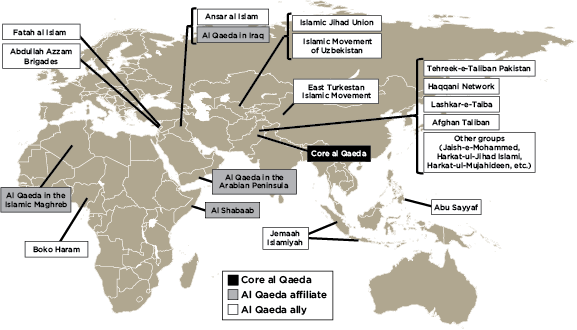 Ansar al Islam
Al Qaeda in Iraq
Islamic Jihad Union
Islamic Movement
of Uzbekistan
Fatah al Islam
Abdullah Azzam
Brigades
East Turkestan
Islamic Movement
Tehreek-e-Taliban Pakistan
Haqqani Network
Lashkar-e-Taiba
Afghan Taliban
Other groups
(Jaish-e-Mohammed,
Harkat-ul-Jihad Islami,
Harkat-ul-Mujahideen, etc.)
Core al Qaeda
Al Qaeda in the
Arabian Peninsula
Al Qaeda in the
Islamic Maghreb
Al Shabaab
Abu Sayyaf
Boko Haram
Jemaah
Islamiyah
Core al Qaeda
Al Qaeda affiliate
Al Qaeda ally